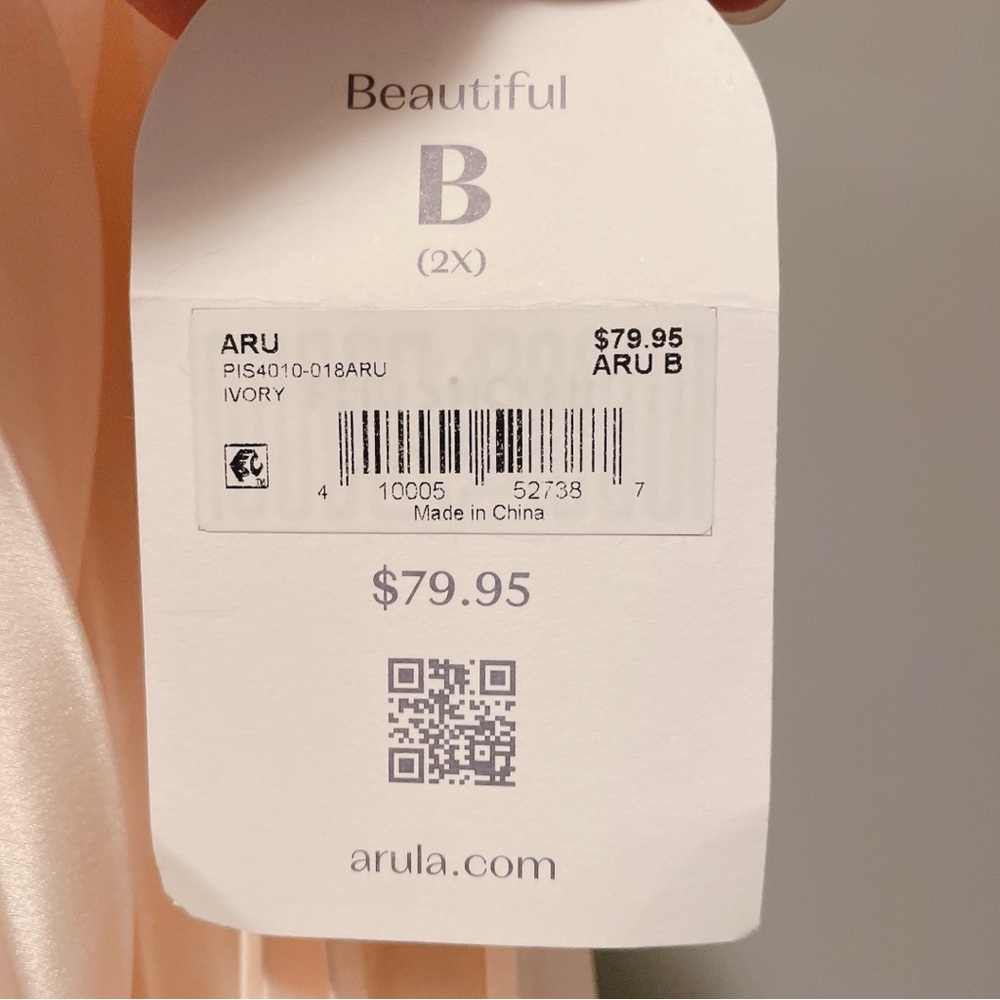 Beautiful
B
(2X)
ARU $79.95
PIS4010-018ARU ARU B
IVORY
4 10005 52738 7
Made in China
$79.95
arula.com